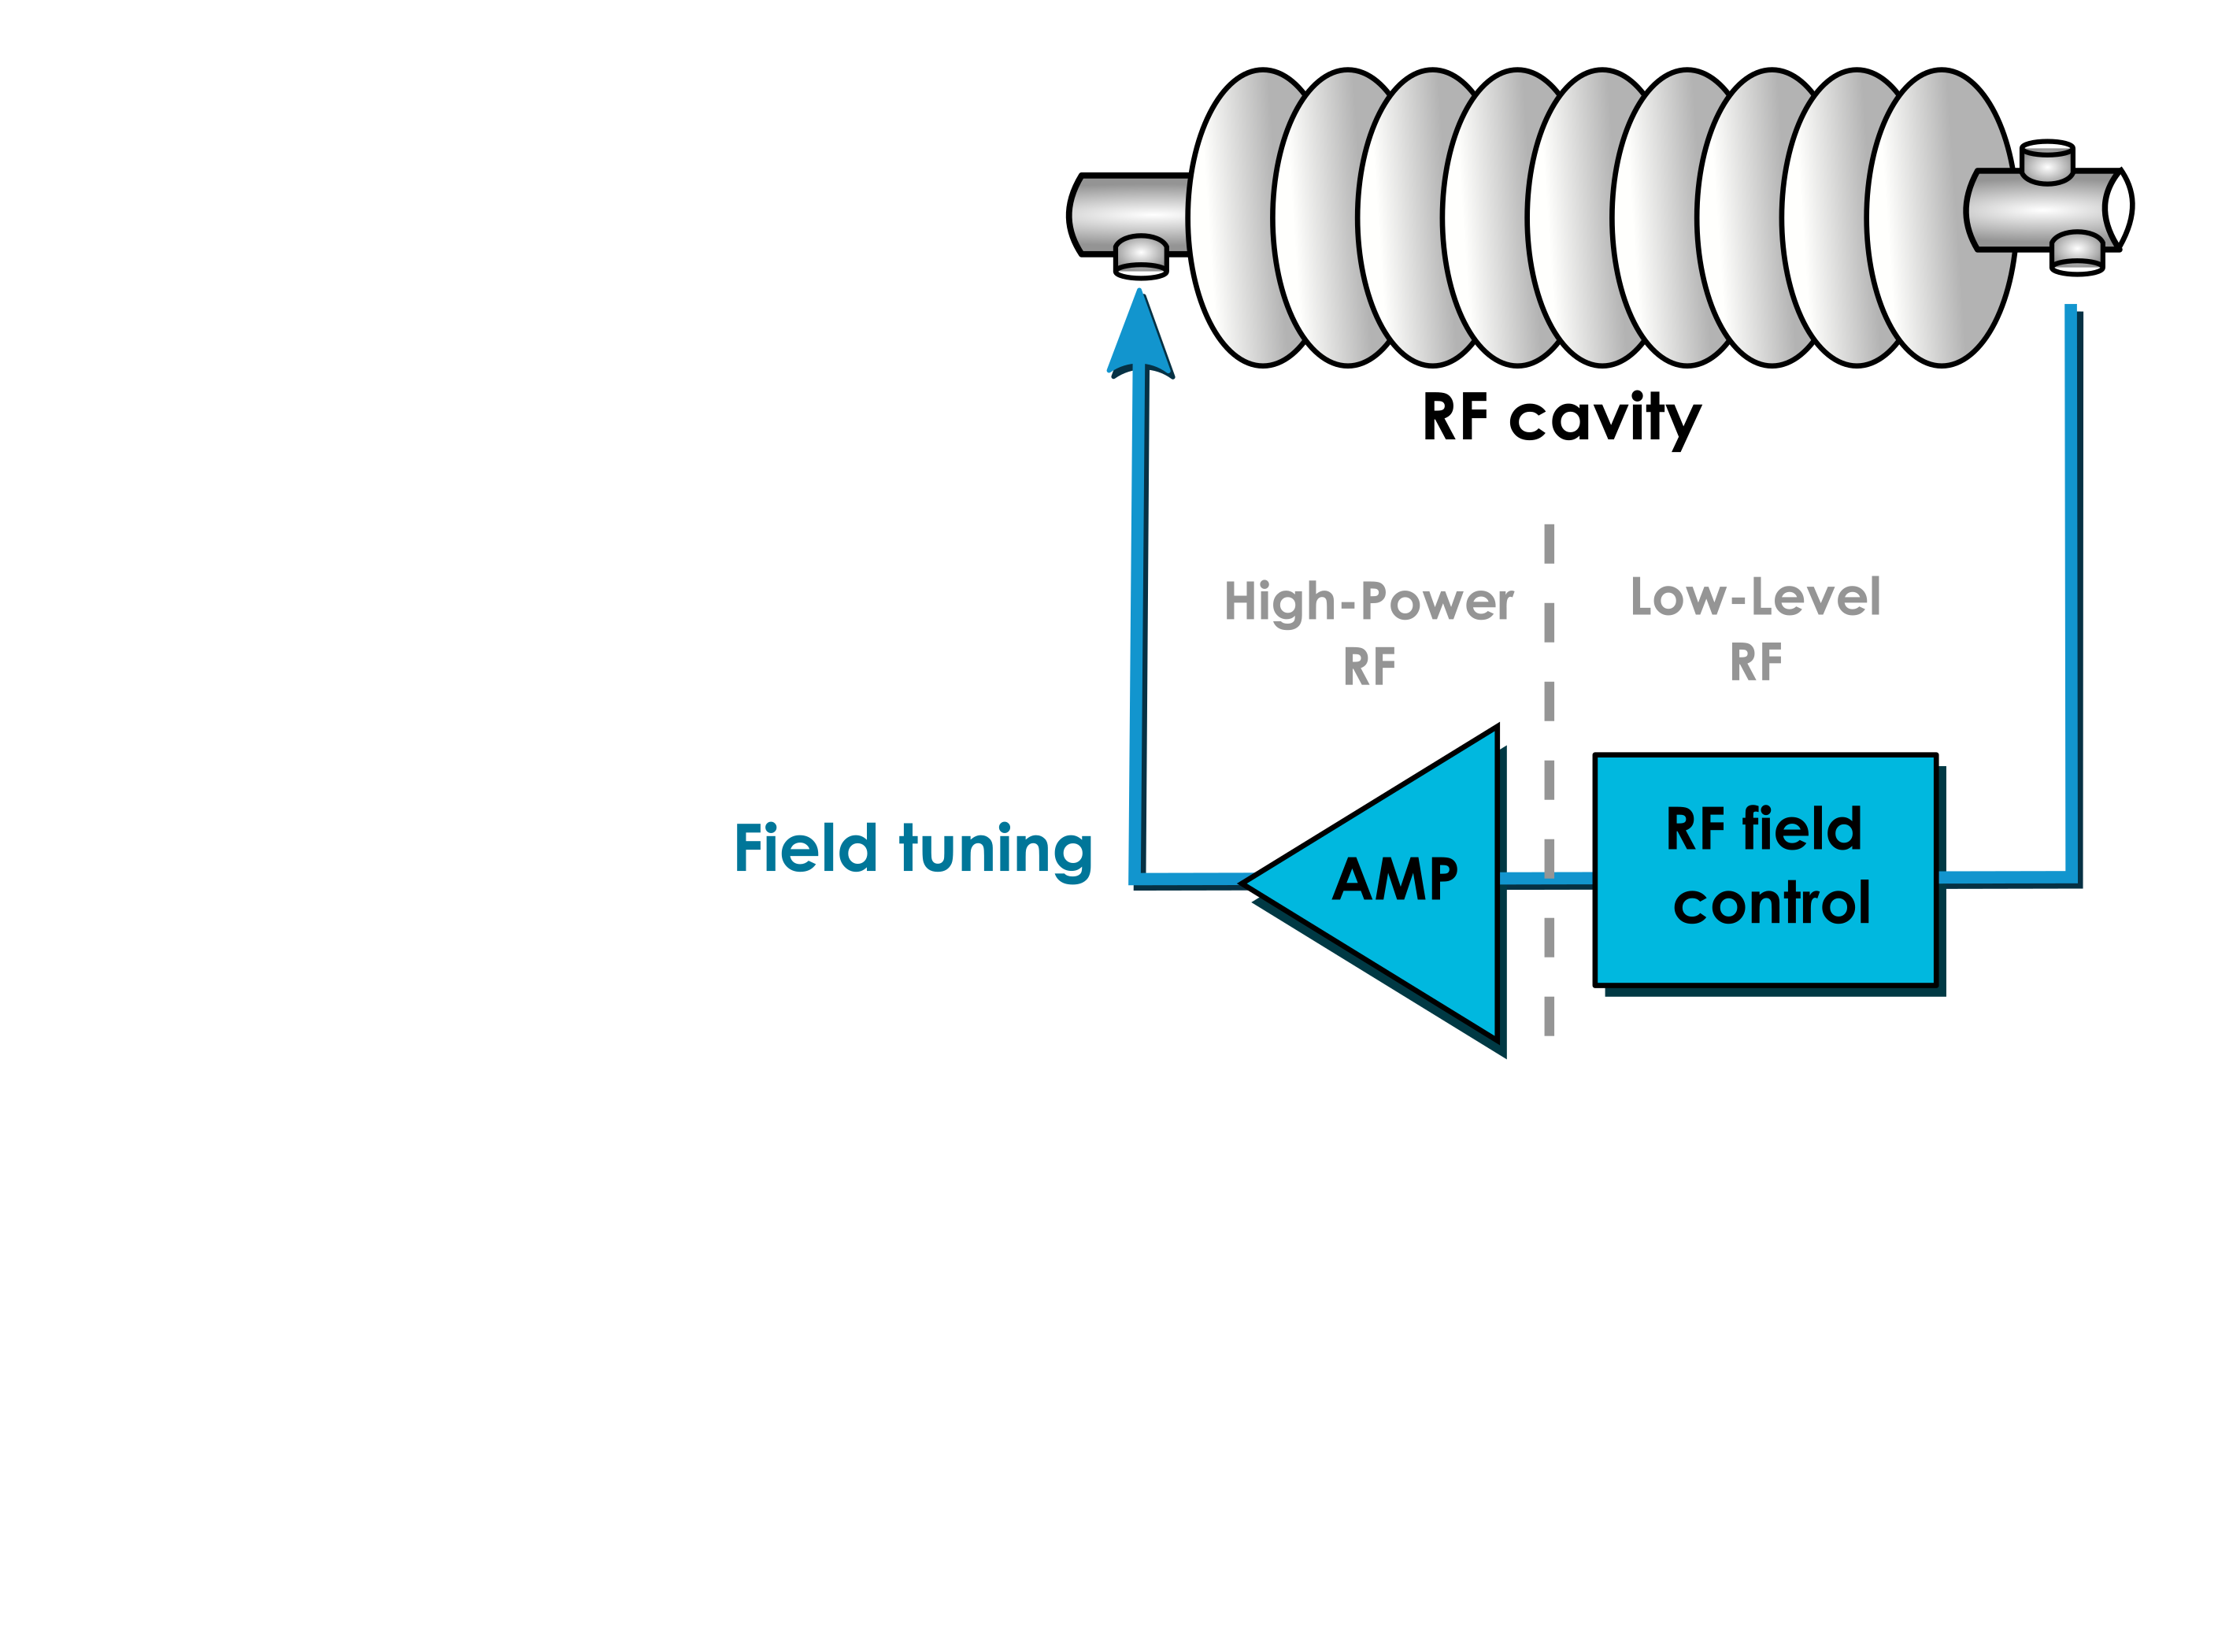 RF cavity
High-Power
RF
Low-Level
RF
Field tuning
AMP
RF field
control